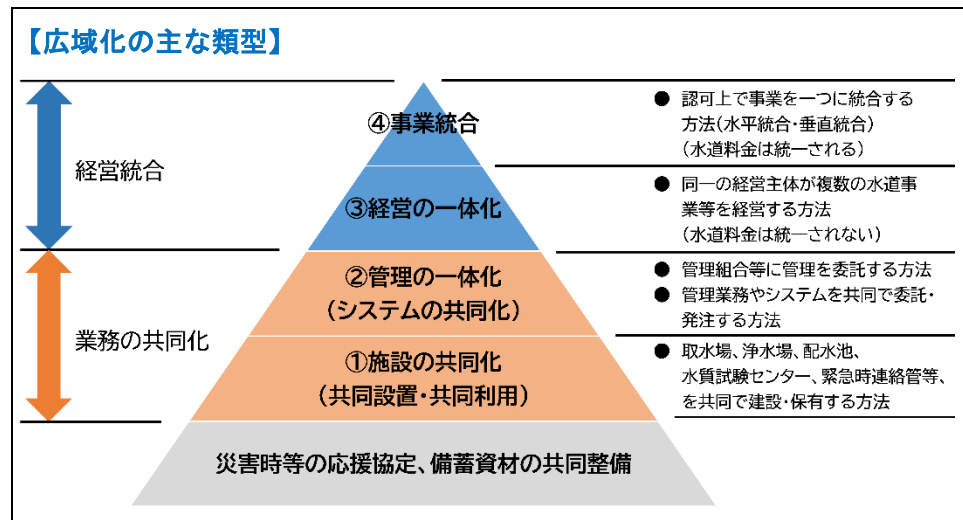 【広域化の主な類型】
経営統合
業務の共同化
④事業統合
③経営の一体化
②管理の一体化
(システムの共同化)
①施設の共同化
(共同設置・共同利用)
災害時等の応援協定、備蓄資材の共同整備
● 認可上で事業を一つに統合する
方法(水平統合・垂直統合)
(水道料金は統一される)
● 同一の経営主体が複数の水道事
業等を経営する方法
(水道料金は統一されない)
● 管理組合等に管理を委託する方法
● 管理業務やシステムを共同で委託・
発注する方法
● 取水場、浄水場、配水池、
水質試験センター、緊急時連絡管等、
を共同で建設・保有する方法